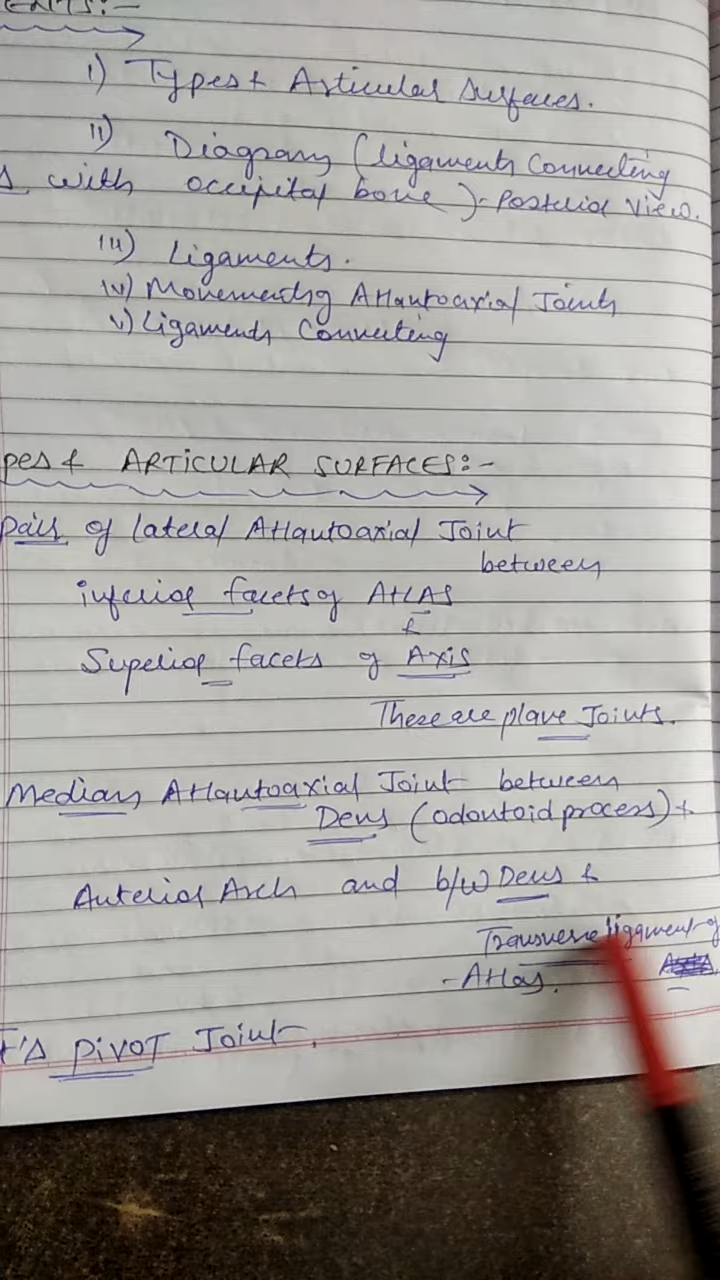 ENTS:-
i) Types & Articular Surfaces.
ii) Diagram (ligaments Connecting
with occipital bone)-Posterior View.
iii) Ligaments.
iv) Movements of Atlantoaxial Joints
v) Ligaments Connecting
pes & ARTICULAR SURFACES:-
Pair of lateral Atlantoaxial Joint
between
inferior facets of ATLAS
&
Superior facets of Axis
These are plane Joints.
Median Atlantoaxial Joint between
Dens (odontoid process) &
Anterior Arch and b/w Dens &
Transverse ligament of
-Atlas.
t's PIVOT Joint.